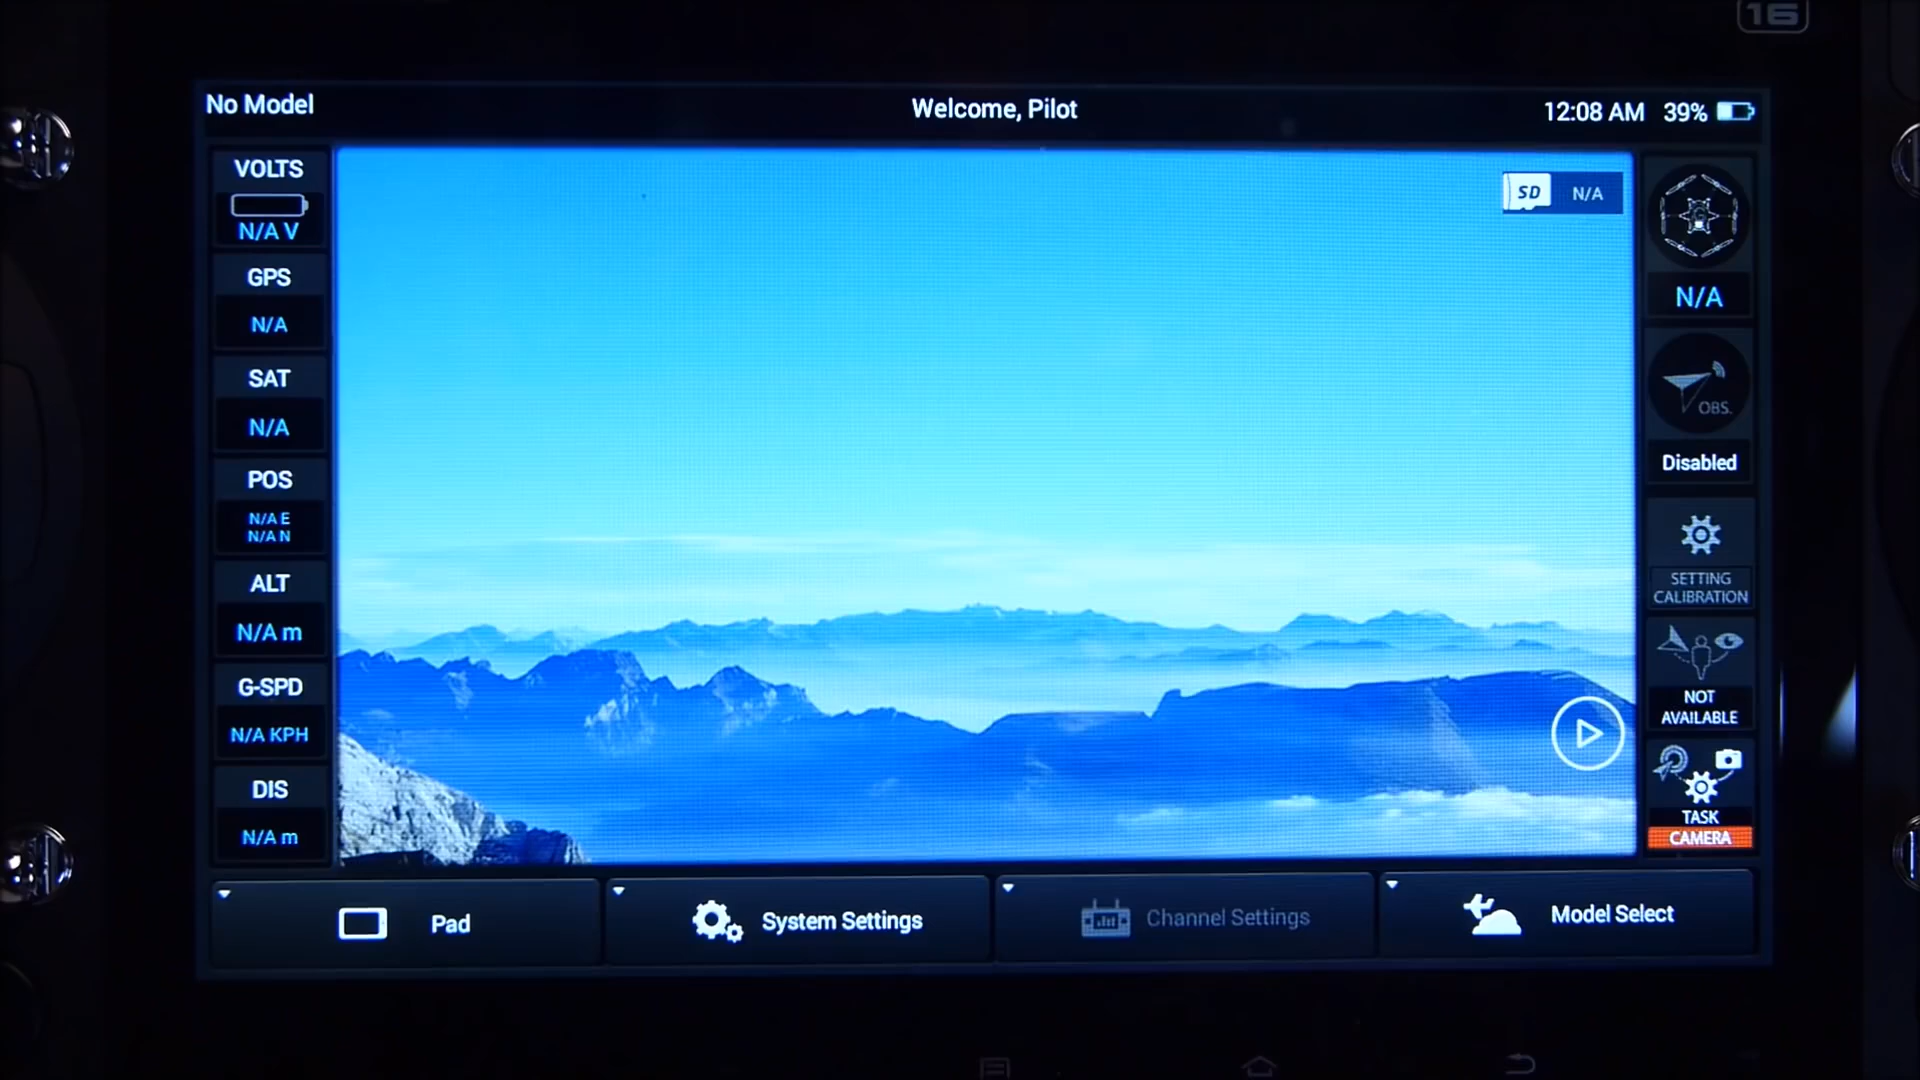 16
No Model
Welcome, Pilot
12:08 AM 39%
VOLTS
N/A V
GPS
N/A
SAT
N/A
POS
N/A E
N/A N
ALT
N/A m
G-SPD
N/A KPH
DIS
N/A m
SD N/A
N/A
OBS.
Disabled
SETTING
CALIBRATION
NOT
AVAILABLE
TASK
CAMERA
Pad
System Settings
Channel Settings
Model Select